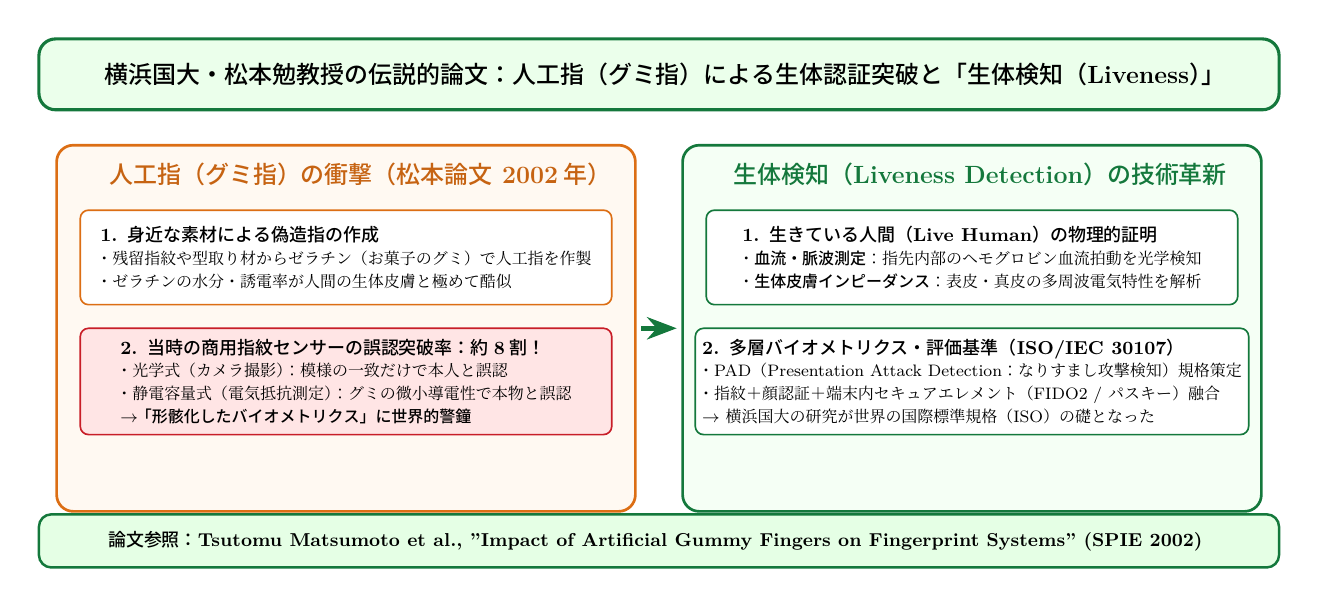 横浜国大・松本勉教授の伝説的論文：人工指（グミ指）による生体認証突破と「生体検知（Liveness）」
人工指（グミ指）の衝撃（松本論文 2002 年）
1. 身近な素材による偽造指の作成
・残留指紋や型取り材からゼラチン（お菓子のグミ）で人工指を作製
・ゼラチンの水分・誘電率が人間の生体皮膚と極めて酷似
2. 当時の商用指紋センサーの誤認突破率：約 8 割！
・光学式（カメラ撮影）：模様の一致だけで本人と誤認
・静電容量式（電気抵抗測定）：グミの微小導電性で本物と誤認
→「形骸化したバイオメトリクス」に世界的警鐘
生体検知（Liveness Detection）の技術革新
1. 生きている人間（Live Human）の物理的証明
・血流・脈波測定：指先内部のヘモグロビン血流拍動を光学検知
・生体皮膚インピーダンス：表皮・真皮の多周波電気特性を解析
2. 多層バイオメトリクス・評価基準（ISO/IEC 30107）
・PAD（Presentation Attack Detection：なりすまし攻撃検知）規格策定
・指紋＋顔認証＋端末内セキュアエレメント（FIDO2 / パスキー）融合
→ 横浜国大の研究が世界の国際標準規格（ISO）の礎となった
論文参照：Tsutomu Matsumoto et al., ”Impact of Artificial Gummy Fingers on Fingerprint Systems” (SPIE 2002)